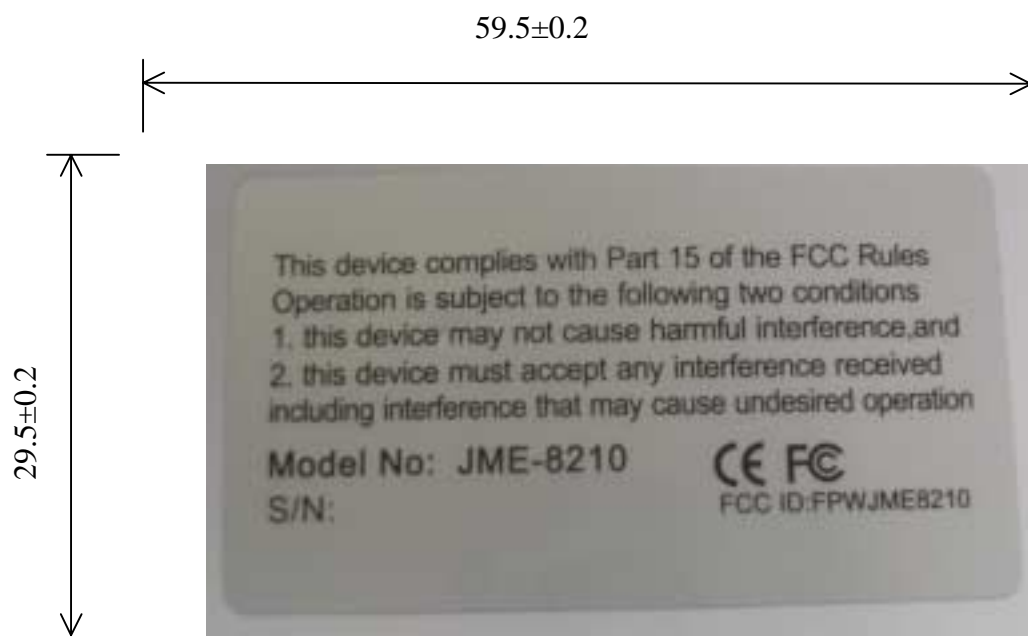 59.5±0.2
29.5±0.2
This device complies with Part 15 of the FCC Rules
Operation is subject to the following two conditions
1. this device may not cause harmful interference,and
2. this device must accept any interference received
including interference that may cause undesired operation
Model No: JME-8210
CE FC
S/N:
FCC ID:FPWJME8210